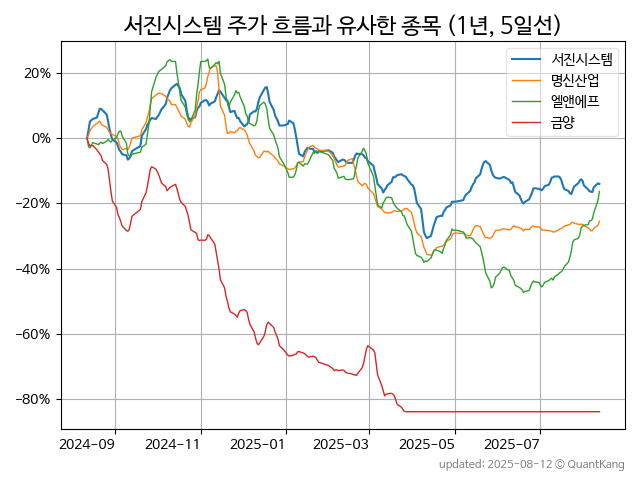 서진시스템 주가 흐름과 유사한 종목 (1년, 5일선)
서진시스템
명신산업
엘앤에프
금양
20%
0%
−20%
−40%
−60%
−80%
2024-09
2024-11
2025-01
2025-03
2025-05
2025-07
updated: 2025-08-12 © QuantKang